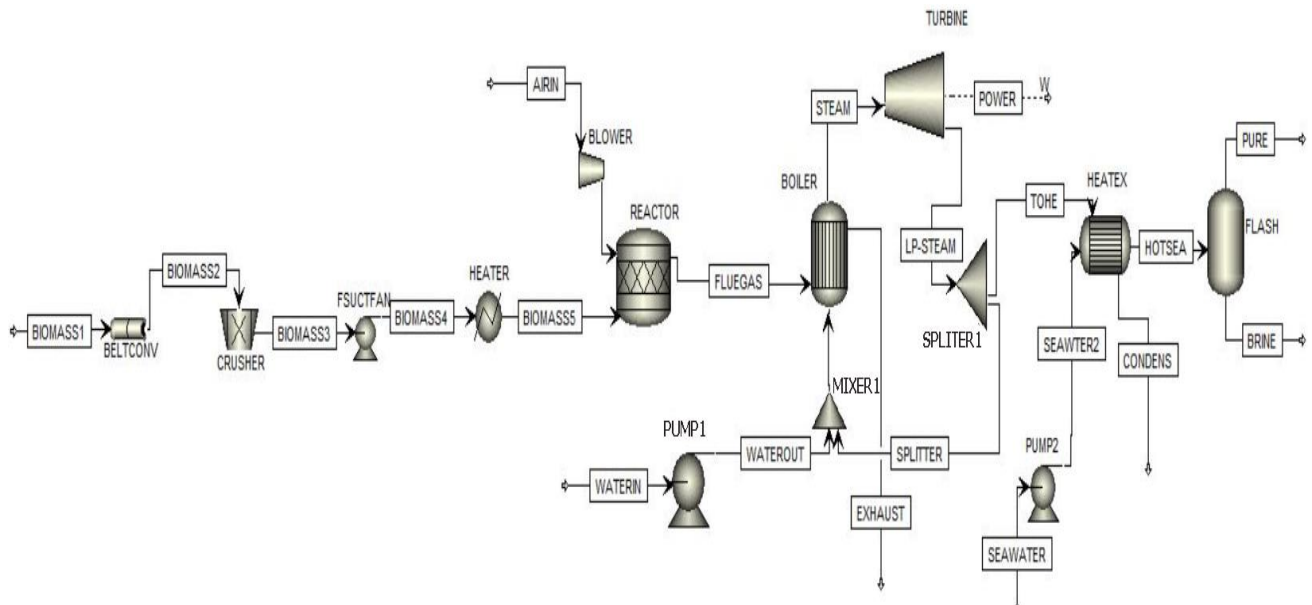 TURBINE
AIRIN
W
POWER
STEAM
BLOWER
PURE
BOILER
HEATEX
TOHE
REACTOR
FLASH
LP-STEAM
BIOMASS2
HEATER
HOTSEA
FLUEGAS
FSUCTFAN
BIOMASS4
BIOMASS5
BIOMASS1
BIOMASS3
BELTCONV
CRUSHER
SPLITER1
SEAWTER2
BRINE
CONDENS
MIXER1
PUMP1
WATEROUT
SPLITTER
PUMP2
WATERIN
EXHAUST
SEAWATER